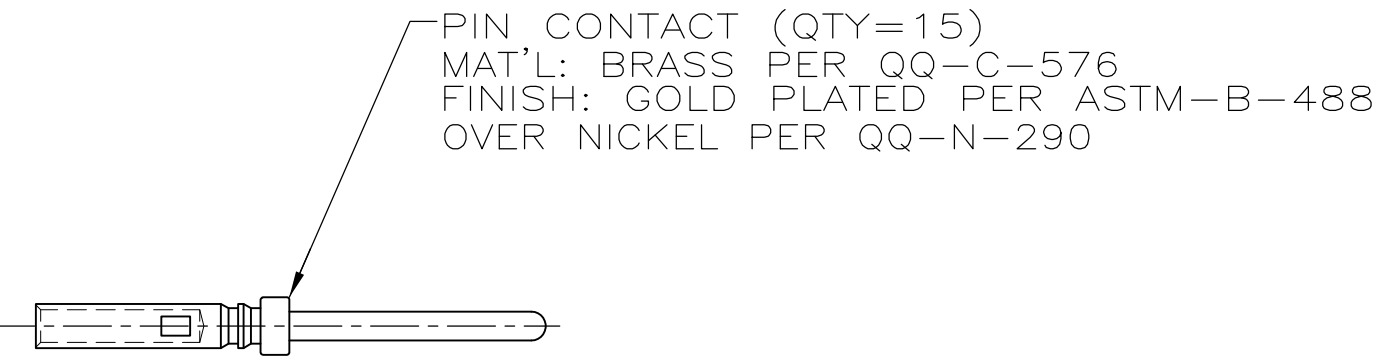 PIN CONTACT (QTY=15)
MAT'L: BRASS PER QQ-C-576
FINISH: GOLD PLATED PER ASTM-B-488
OVER NICKEL PER QQ-N-290